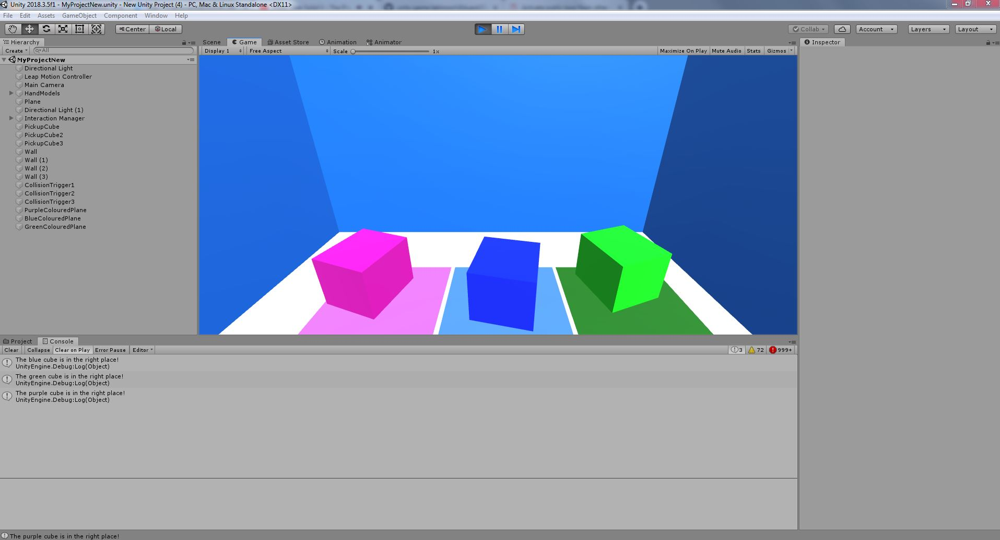 Unity 2018.3.5f1 - MyProjectNew.unity - New Unity Project (4) - PC, Mac & Linux Standalone <DX11>
File Edit Assets GameObject Component Window Help
Center Local Collab Account Layers Layout
Hierarchy
Create All
MyProjectNew
Directional Light
Leap Motion Controller
Main Camera
HandModels
Plane
Directional Light (1)
Interaction Manager
PickupCube
PickupCube2
PickupCube3
Wall
Wall (1)
Wall (2)
Wall (3)
CollisionTrigger1
CollisionTrigger2
CollisionTrigger3
PurpleColouredPlane
BlueColouredPlane
GreenColouredPlane
Scene Game Asset Store Animation Animator
Display 1 Free Aspect Scale 1x Maximize On Play Mute Audio Stats Gizmos
Inspector
Project Console
Clear Collapse Clear on Play Error Pause Editor 3 72 999+
The blue cube is in the right place!
UnityEngine.Debug:Log(Object)
The green cube is in the right place!
UnityEngine.Debug:Log(Object)
The purple cube is in the right place!
UnityEngine.Debug:Log(Object)
The purple cube is in the right place!